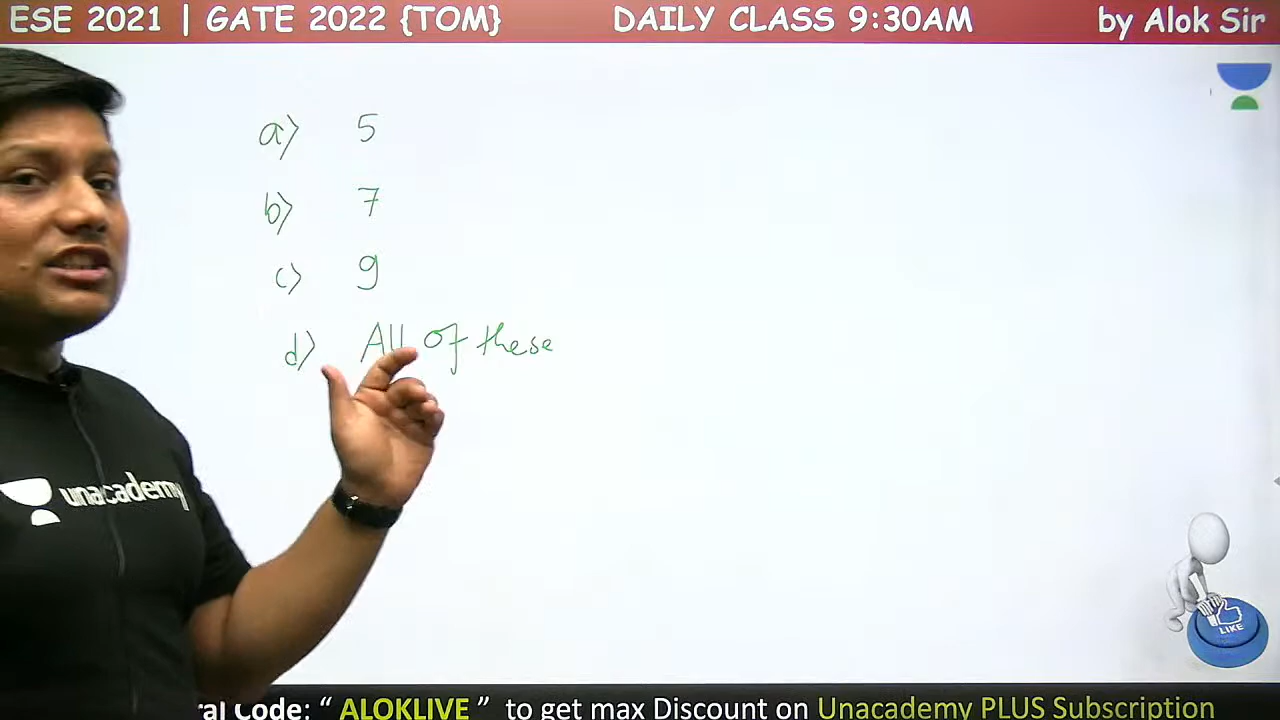 ESE 2021 | GATE 2022 {TOM} DAILY CLASS 9:30AM by Alok Sir
a) 5
b) 7
c) 9
d) All of these
unacademy
LIKE
ral Code: “ ALOKLIVE ” to get max Discount on Unacademy PLUS Subscription